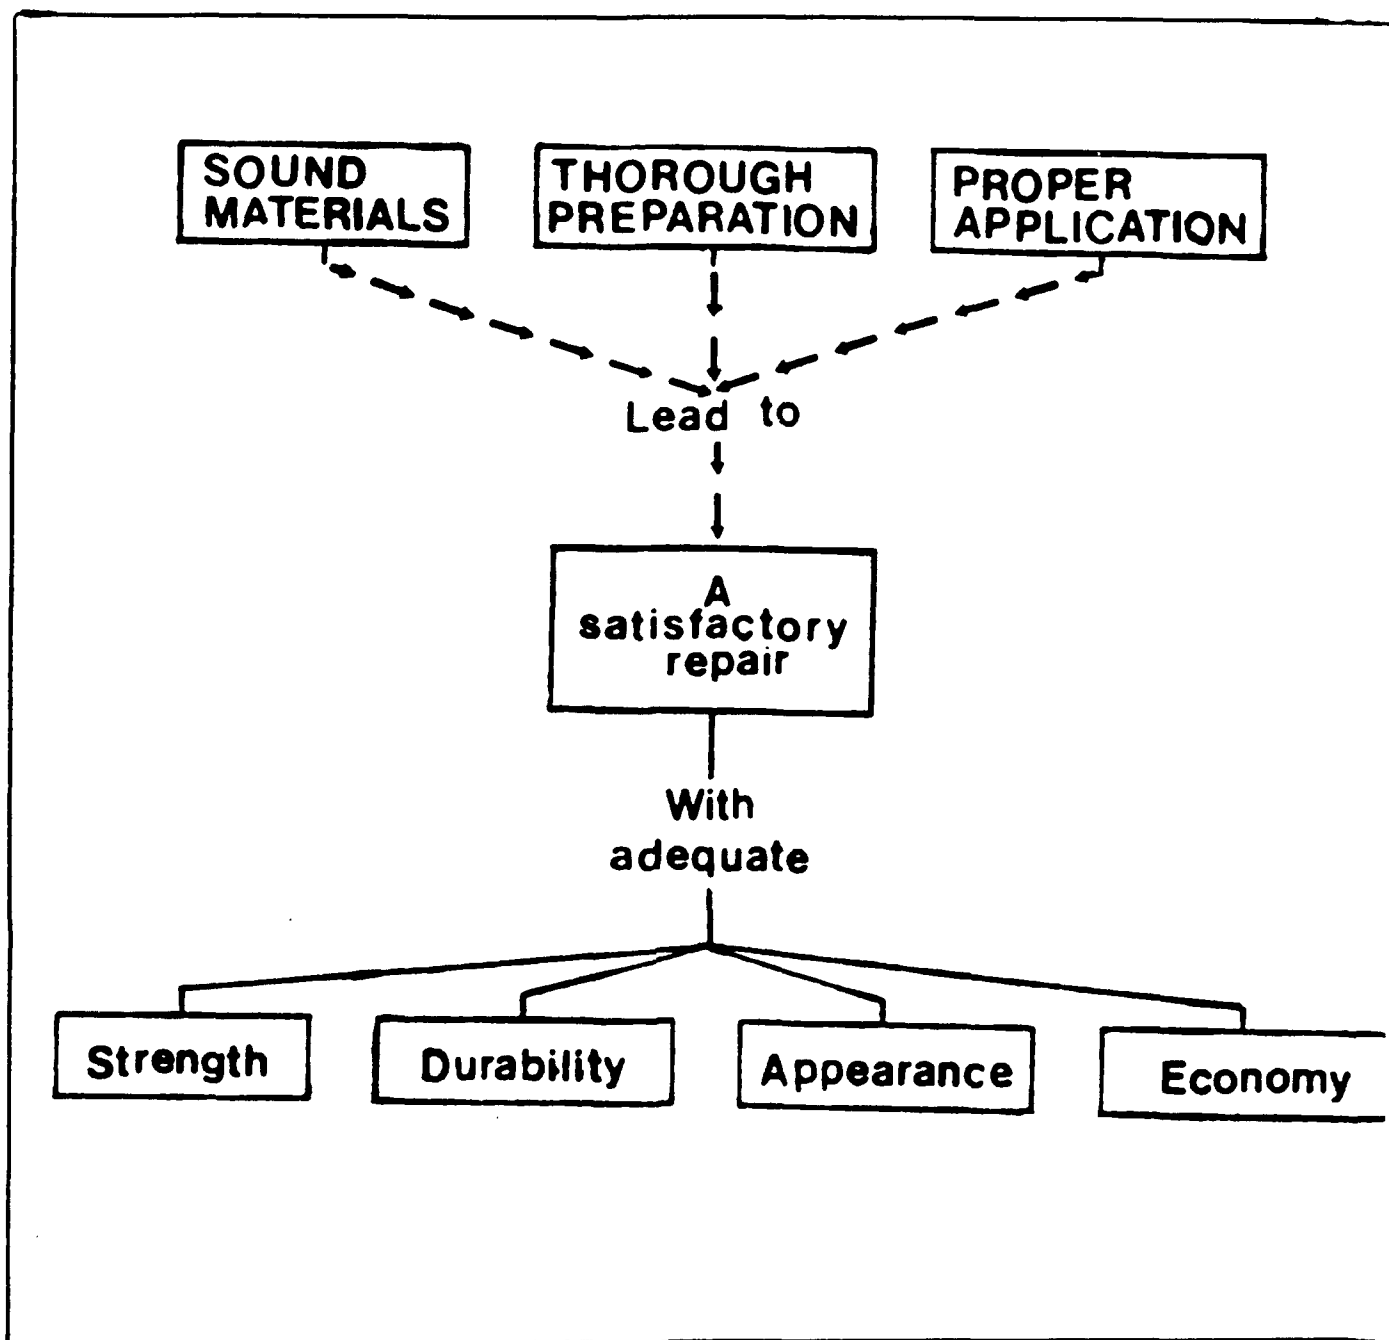 SOUND
MATERIALS
THOROUGH
PREPARATION
PROPER
APPLICATION
Lead to
A
satisfactory
repair
With
adequate
Strength
Durability
Appearance
Economy